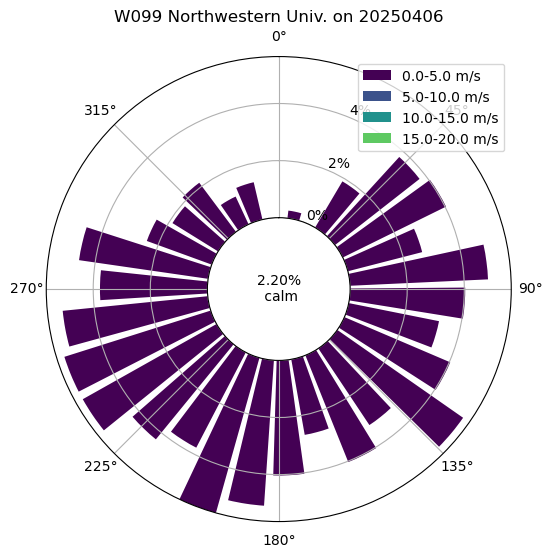 W099 Northwestern Univ. on 20250406
0°
0.0-5.0 m/s
5.0-10.0 m/s
10.0-15.0 m/s
15.0-20.0 m/s
315°
45°
4%
2%
0%
2.20%
calm
270°
90°
225°
135°
180°